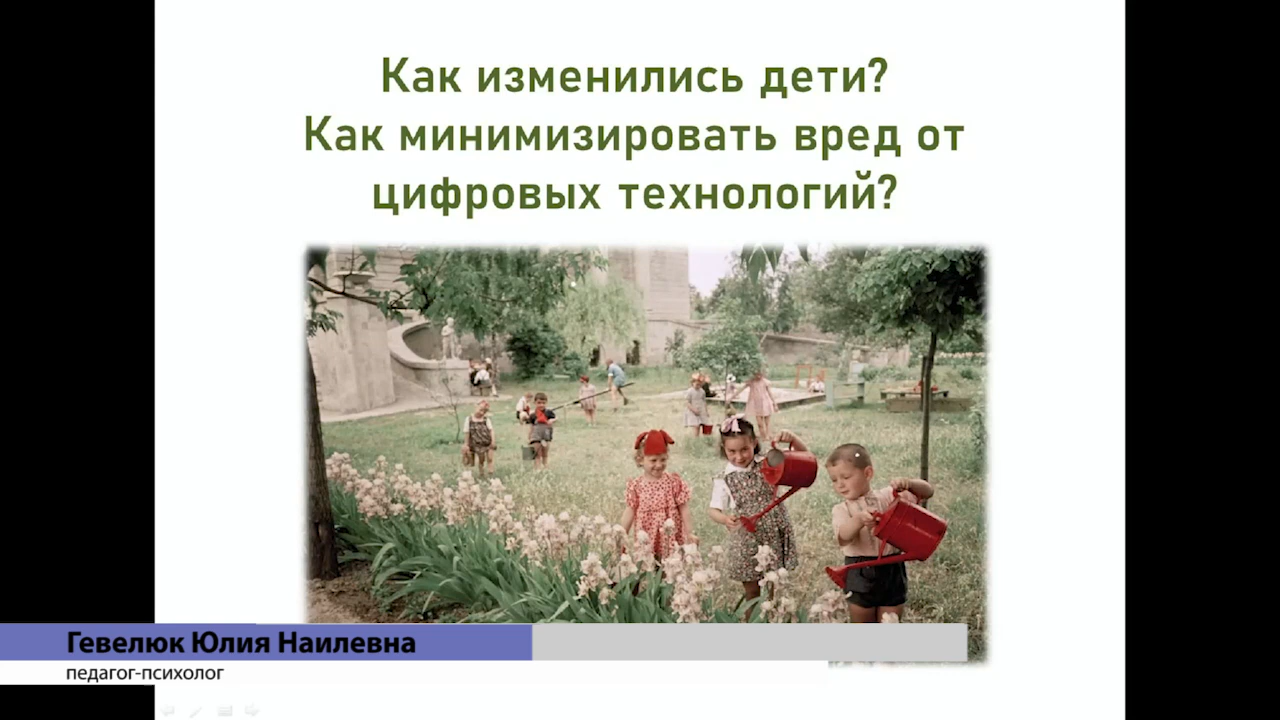 Как изменились дети?
Как минимизировать вред от
цифровых технологий?
Гевелюк Юлия Наилевна
педагог-психолог